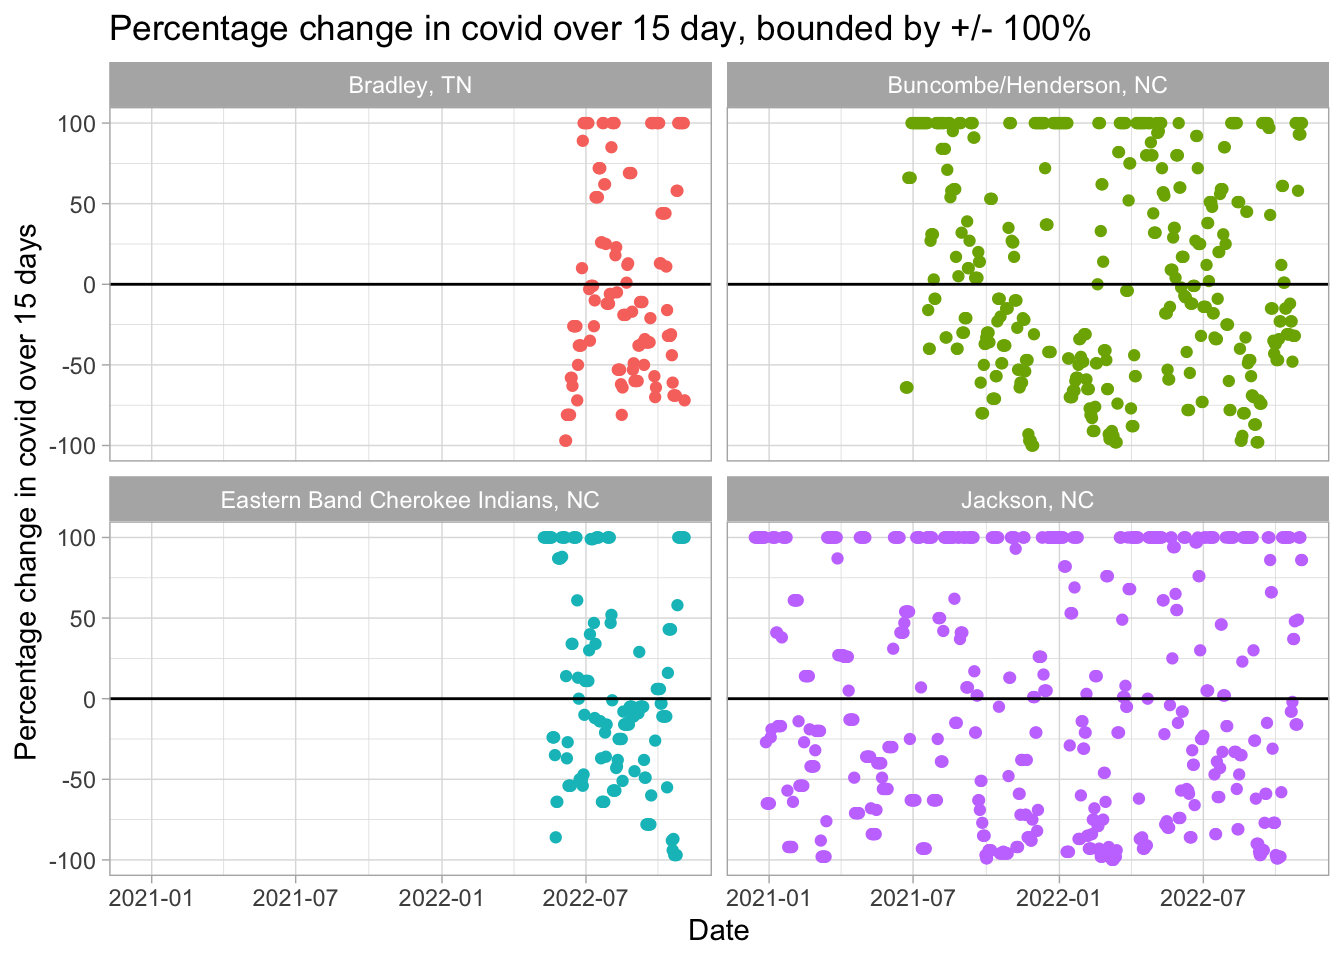 Percentage change in covid over 15 day, bounded by +/- 100%
Bradley, TN
Buncombe/Henderson, NC
100
50
0
-50
-100
Percentage change in covid over 15 days
Eastern Band Cherokee Indians, NC
Jackson, NC
100
50
0
-50
-100
2021-01
2021-07
2022-01
2022-07
2021-01
2021-07
2022-01
2022-07
Date